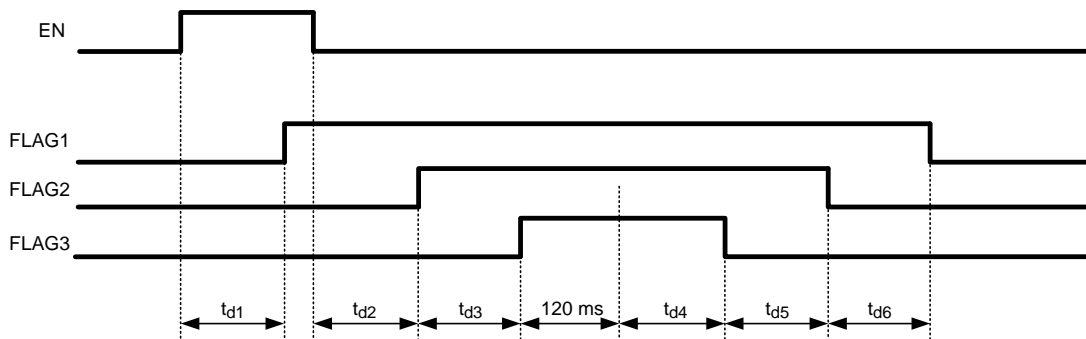 EN
FLAG1
FLAG2
FLAG3
td1 td2 td3 120 ms td4 td5 td6